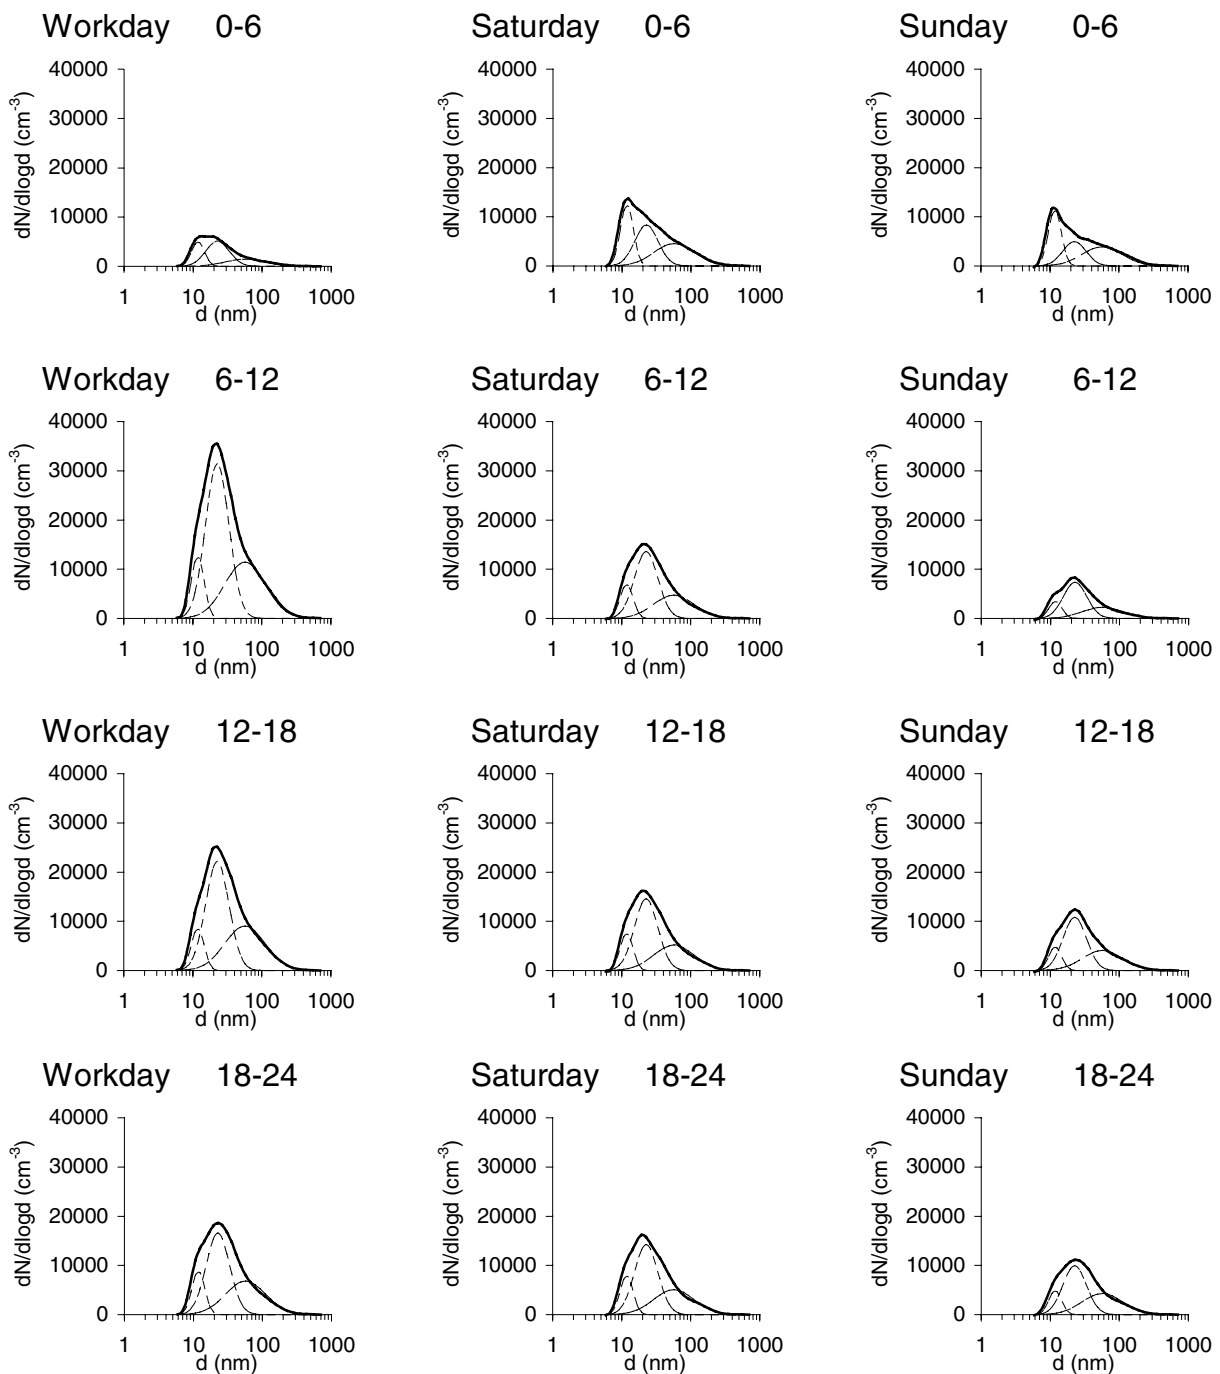 Workday 0-6
Saturday 0-6
Sunday 0-6
dN/dlogd (cm-3)
40000
30000
20000
10000
0
1 10 100 1000
d (nm)
dN/dlogd (cm-3)
40000
30000
20000
10000
0
1 10 100 1000
d (nm)
dN/dlogd (cm-3)
40000
30000
20000
10000
0
1 10 100 1000
d (nm)
Workday 6-12
Saturday 6-12
Sunday 6-12
dN/dlogd (cm-3)
40000
30000
20000
10000
0
1 10 100 1000
d (nm)
dN/dlogd (cm-3)
40000
30000
20000
10000
0
1 10 100 1000
d (nm)
dN/dlogd (cm-3)
40000
30000
20000
10000
0
1 10 100 1000
d (nm)
Workday 12-18
Saturday 12-18
Sunday 12-18
dN/dlogd (cm-3)
40000
30000
20000
10000
0
1 10 100 1000
d (nm)
dN/dlogd (cm-3)
40000
30000
20000
10000
0
1 10 100 1000
d (nm)
dN/dlogd (cm-3)
40000
30000
20000
10000
0
1 10 100 1000
d (nm)
Workday 18-24
Saturday 18-24
Sunday 18-24
dN/dlogd (cm-3)
40000
30000
20000
10000
0
1 10 100 1000
d (nm)
dN/dlogd (cm-3)
40000
30000
20000
10000
0
1 10 100 1000
d (nm)
dN/dlogd (cm-3)
40000
30000
20000
10000
0
1 10 100 1000
d (nm)